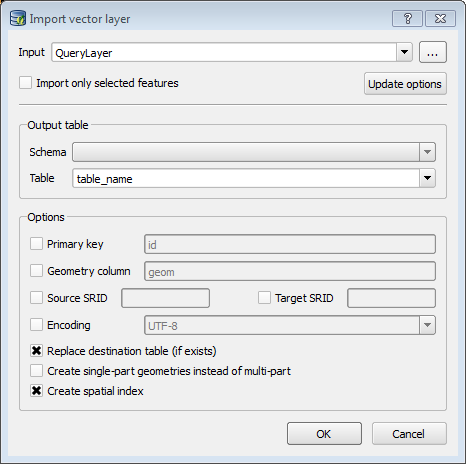 Import vector layer
Input QueryLayer ...
Import only selected features Update options
Output table
Schema
Table table_name
Options
Primary key id
Geometry column geom
Source SRID Target SRID
Encoding UTF-8
Replace destination table (if exists)
Create single-part geometries instead of multi-part
Create spatial index
OK Cancel